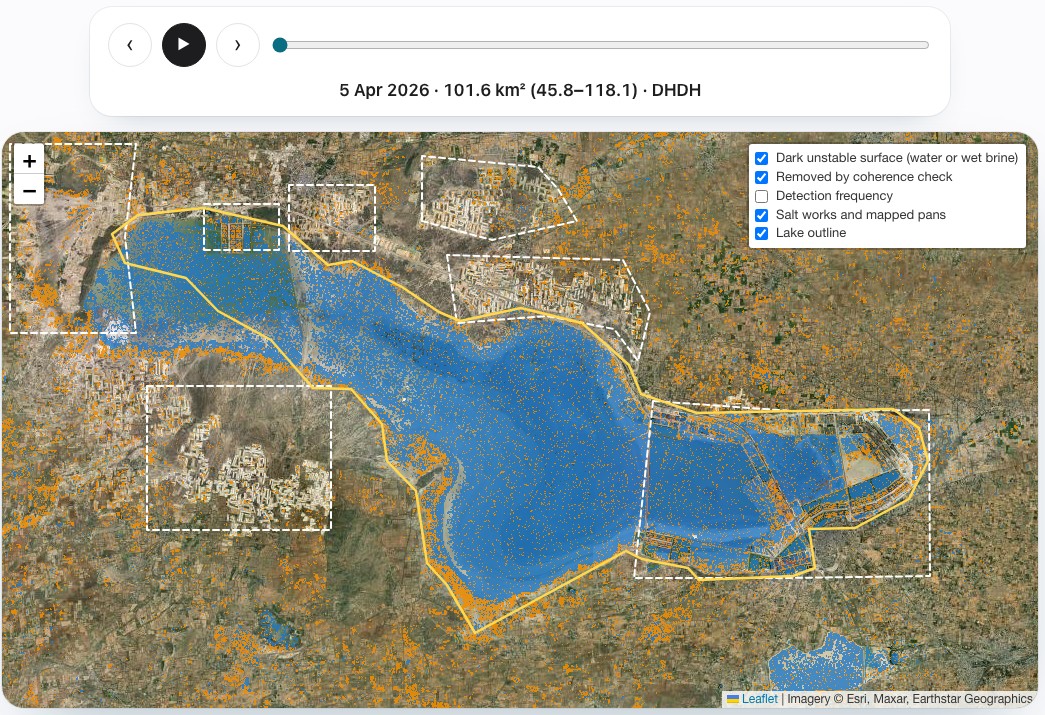 ‹ ▶ ›
5 Apr 2026 · 101.6 km² (45.8–118.1) · DHDH
+
−
Dark unstable surface (water or wet brine)
Removed by coherence check
Detection frequency
Salt works and mapped pans
Lake outline
Leaflet | Imagery © Esri, Maxar, Earthstar Geographics